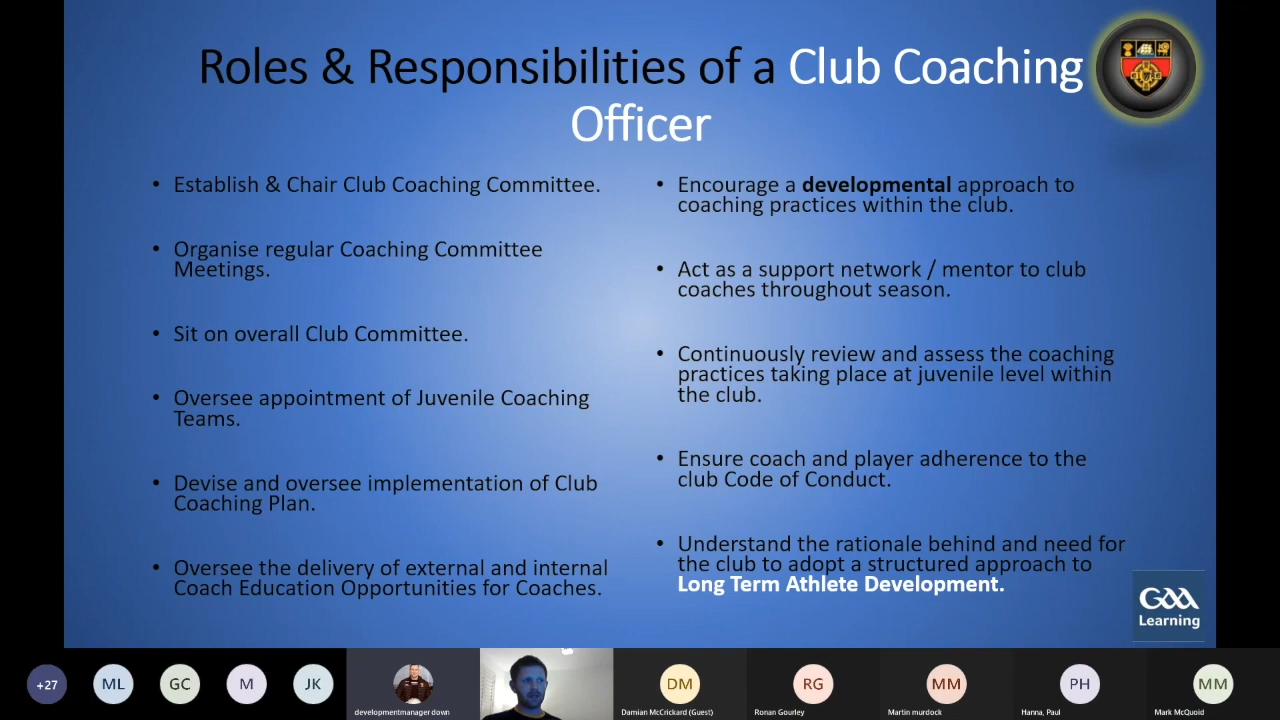 Roles & Responsibilities of a Club Coaching
Officer
• Establish & Chair Club Coaching Committee.
• Organise regular Coaching Committee
Meetings.
• Sit on overall Club Committee.
• Oversee appointment of Juvenile Coaching
Teams.
• Devise and oversee implementation of Club
Coaching Plan.
• Oversee the delivery of external and internal
Coach Education Opportunities for Coaches.
• Encourage a developmental approach to
coaching practices within the club.
• Act as a support network / mentor to club
coaches throughout season.
• Continuously review and assess the coaching
practices taking place at juvenile level within
the club.
• Ensure coach and player adherence to the
club Code of Conduct.
• Understand the rationale behind and need for
the club to adopt a structured approach to
Long Term Athlete Development.
GAA
Learning
+27
ML
GC
M
JK
developmentmanager down
DM
Damian McCrickard (Guest)
RG
Ronan Gourley
MM
Martin murdock
PH
Hanna, Paul
MM
Mark McQuoid